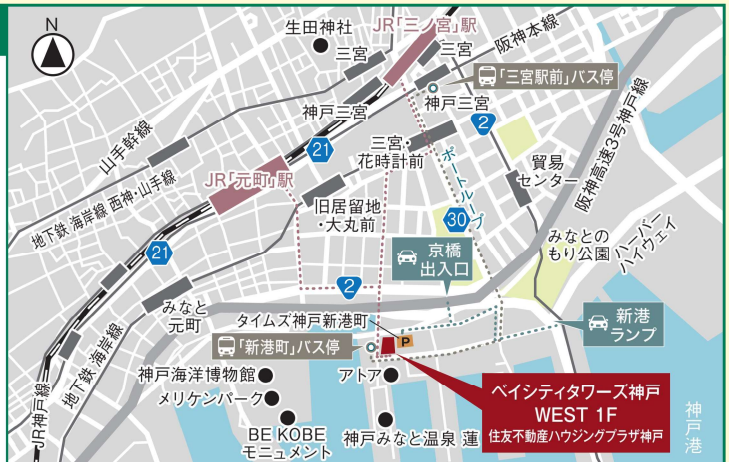 N
生田神社
JR「三ノ宮」駅
三宮
三宮
阪神本線
「三宮駅前」バス停
神戸三宮
神戸三宮
2
阪神高速3号神戸線
山手幹線
21
三宮・
花時計前
ポートループ
貿易
センター
JR「元町」駅
地下鉄 海岸線 西神・山手線
旧居留地
・大丸前
30
みなとの
もり公園
ハーバー
ハイウェイ
21
京橋
出入口
2
みなと
元町
タイムズ神戸新港町
P
新港
ランプ
「新港町」バス停
地下鉄 海岸線
JR神戸線
神戸海洋博物館
アトア
メリケンパーク
BE KOBE
モニュメント
神戸みなと温泉 蓮
ベイシティタワーズ神戸
WEST 1F
住友不動産ハウジングプラザ神戸
神戸港